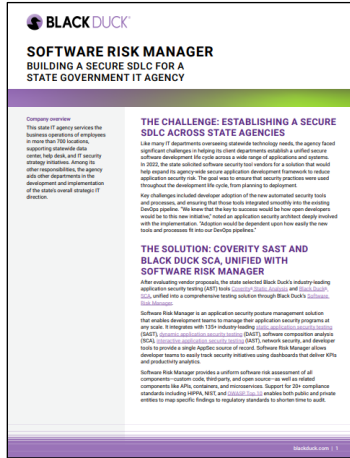 BLACK DUCK
SOFTWARE RISK MANAGER
BUILDING A SECURE SDLC FOR A
STATE GOVERNMENT IT AGENCY
Company overview
This state IT agency services the
business operations of employees
in more than 700 locations,
supporting statewide data
center, help desk, and IT security
strategy initiatives. Among its
other responsibilities, the agency
aids other departments in the
development and implementation
of the state's overall strategic IT
direction.
THE CHALLENGE: ESTABLISHING A SECURE
SDLC ACROSS STATE AGENCIES
Like many IT departments overseeing statewide technology needs, the agency faced
significant challenges in helping its client departments establish a unified secure
software development life cycle across a wide range of applications and systems.
In 2022, the state solicited software security tool vendors for a solution that would
help expand its agency-wide secure application development framework to reduce
application security risk. The goal was to ensure that security practices were used
throughout the development life cycle, from planning to deployment.
Key challenges included developer adoption of the new automated security tools
and processes, and ensuring that those tools integrated smoothly into the existing
DevOps pipeline. "We knew that the key to success would be how open developers
would be to this new initiative," noted an application security architect deeply involved
with the implementation. "Adoption would be dependent upon how easily the new
tools and processes fit into our DevOps pipelines."
THE SOLUTION: COVERITY SAST AND
BLACK DUCK SCA, UNIFIED WITH
SOFTWARE RISK MANAGER
After evaluating vendor proposals, the state selected Black Duck's industry-leading
application security testing (AST) tools Coverity® Static Analysis and Black Duck®
SCA, unified into a comprehensive testing solution through Black Duck's Software
Risk Manager.
Software Risk Manager is an application security posture management solution
that enables development teams to manage their application security programs at
any scale. It integrates with 135+ industry-leading static application security testing
(SAST), dynamic application security testing (DAST), software composition analysis
(SCA), interactive application security testing (IAST), network security, and developer
tools to provide a single AppSec source of record. Software Risk Manager allows
developer teams to easily track security initiatives using dashboards that deliver KPIs
and productivity analytics.
Software Risk Manager provides a uniform software risk assessment of all
components—custom code, third party, and open source—as well as related
components like APIs, containers, and microservices. Support for 20+ compliance
standards including HIPPA, NIST, and OWASP Top 10 enables both public and private
entities to map specific findings to regulatory standards to shorten time to audit.
blackduck.com | 1